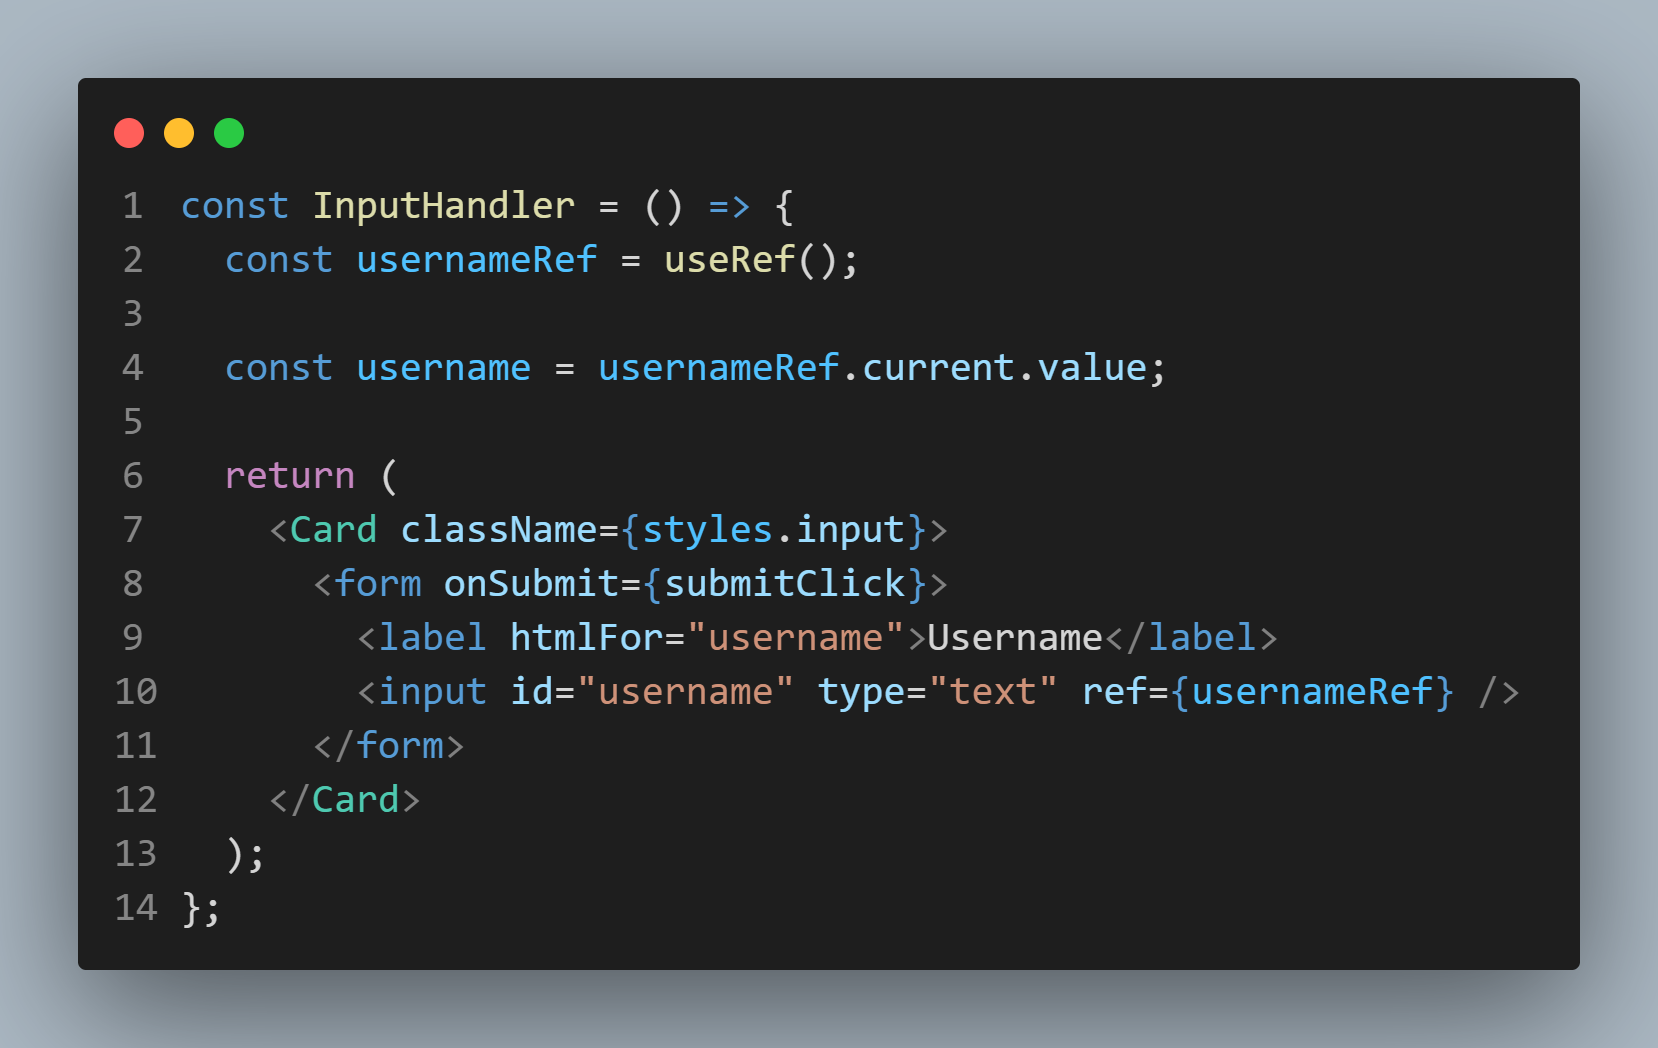 1 const InputHandler = () => {
2   const usernameRef = useRef();
3
4   const username = usernameRef.current.value;
5
6   return (
7     <Card className={styles.input}>
8       <form onSubmit={submitClick}>
9         <label htmlFor="username">Username</label>
10         <input id="username" type="text" ref={usernameRef} />
11       </form>
12     </Card>
13   );
14 };